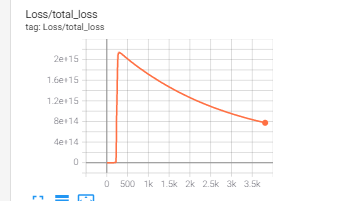 Loss/total_loss
tag: Loss/total_loss
2e+15
1.6e+15
1.2e+15
8e+14
4e+14
0
0 500 1k 1.5k 2k 2.5k 3k 3.5k